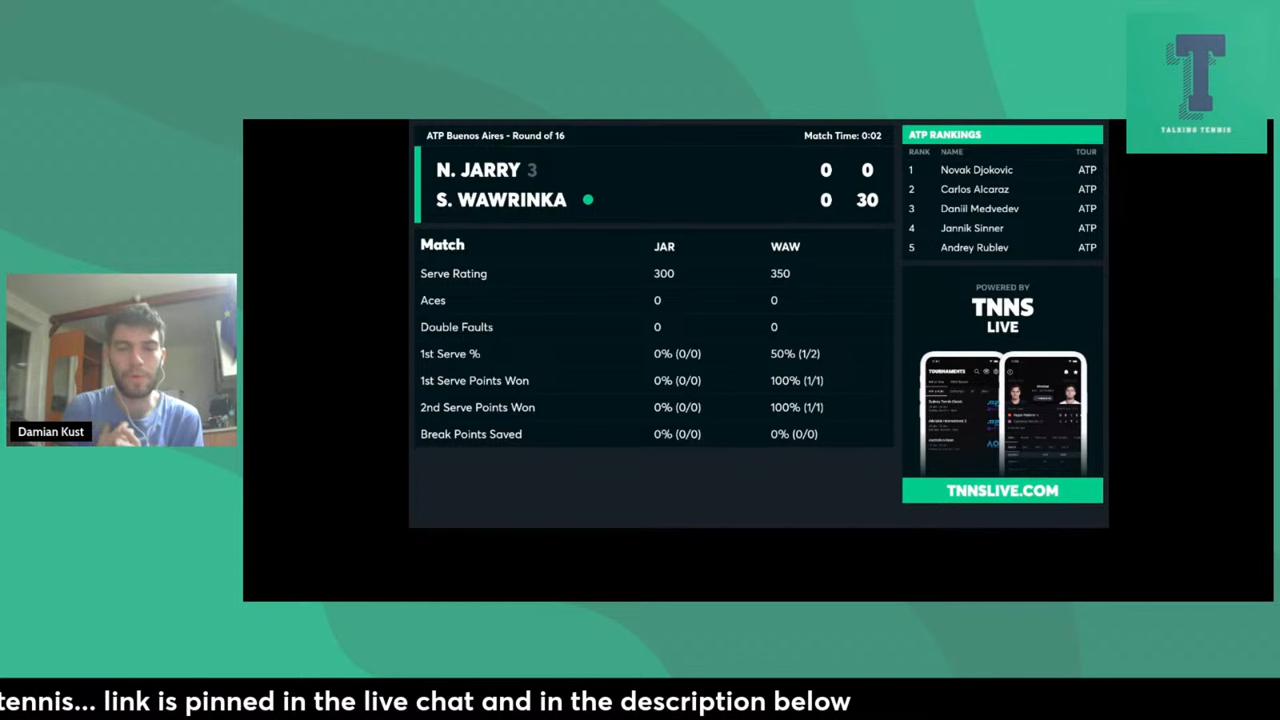 T
TALKING TENNIS
ATP Buenos Aires - Round of 16
Match Time: 0:02
N. JARRY 3 0 0
S. WAWRINKA 0 30
Match JAR WAW
Serve Rating 300 350
Aces 0 0
Double Faults 0 0
1st Serve % 0% (0/0) 50% (1/2)
1st Serve Points Won 0% (0/0) 100% (1/1)
2nd Serve Points Won 0% (0/0) 100% (1/1)
Break Points Saved 0% (0/0) 0% (0/0)
ATP RANKINGS
RANK NAME TOUR
1 Novak Djokovic ATP
2 Carlos Alcaraz ATP
3 Daniil Medvedev ATP
4 Jannik Sinner ATP
5 Andrey Rublev ATP
POWERED BY
TNNS
LIVE
TOURNAMENTS
TNNSLIVE.COM
Damian Kust
tennis... link is pinned in the live chat and in the description below